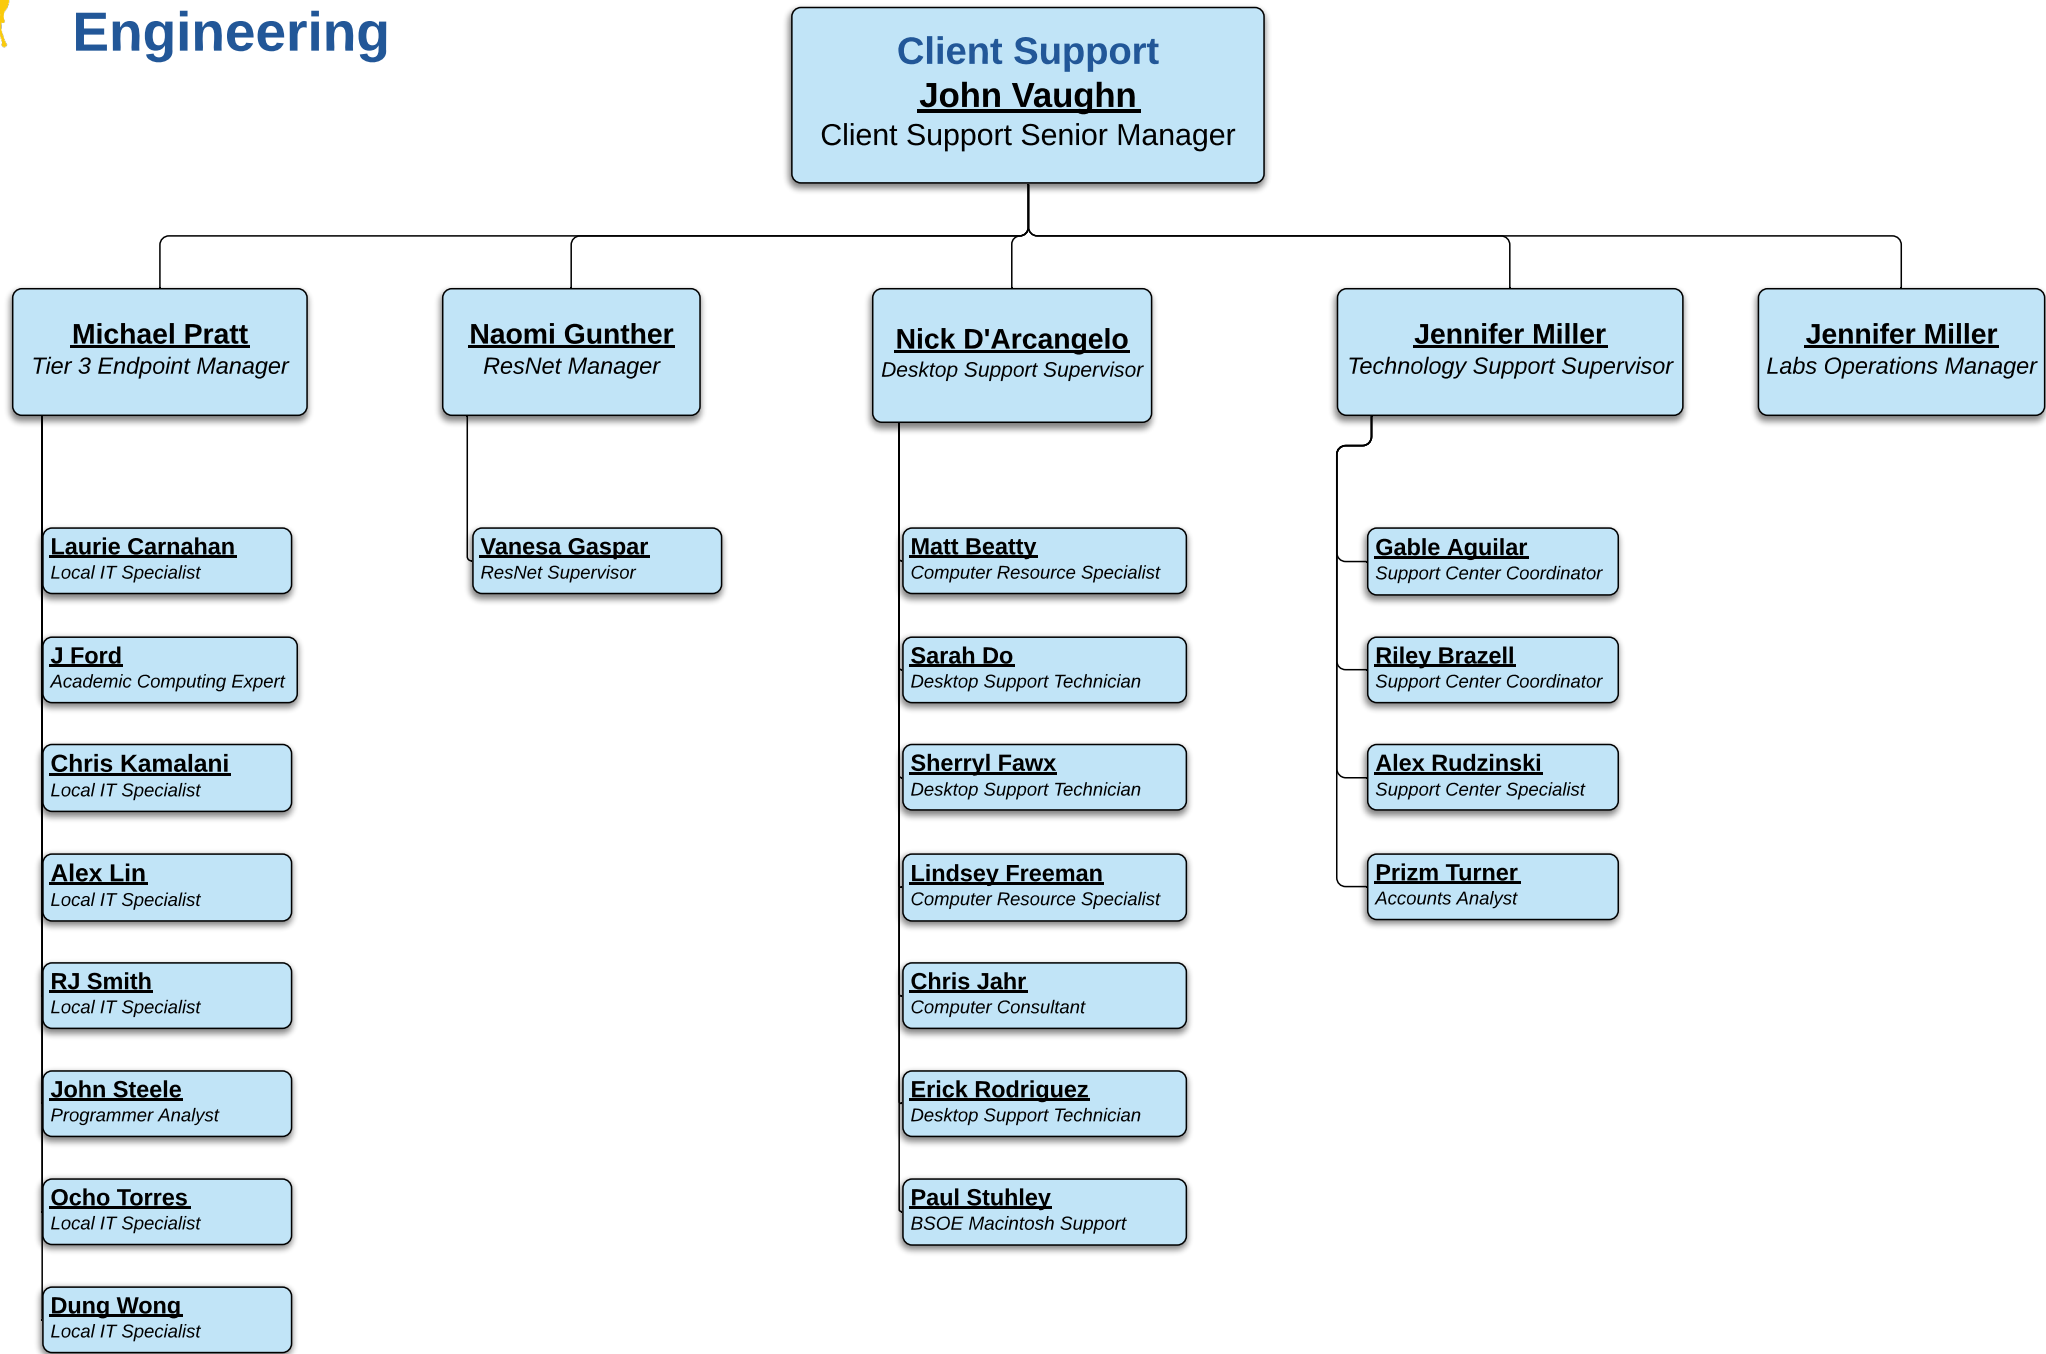 Engineering
Client Support
John Vaughn
Client Support Senior Manager
Michael Pratt
Tier 3 Endpoint Manager
Naomi Gunther
ResNet Manager
Nick D'Arcangelo
Desktop Support Supervisor
Jennifer Miller
Technology Support Supervisor
Jennifer Miller
Labs Operations Manager
Laurie Carnahan
Local IT Specialist
J Ford
Academic Computing Expert
Chris Kamalani
Local IT Specialist
Alex Lin
Local IT Specialist
RJ Smith
Local IT Specialist
John Steele
Programmer Analyst
Ocho Torres
Local IT Specialist
Dung Wong
Local IT Specialist
Vanesa Gaspar
ResNet Supervisor
Matt Beatty
Computer Resource Specialist
Sarah Do
Desktop Support Technician
Sherryl Fawx
Desktop Support Technician
Lindsey Freeman
Computer Resource Specialist
Chris Jahr
Computer Consultant
Erick Rodriguez
Desktop Support Technician
Paul Stuhley
BSOE Macintosh Support
Gable Aguilar
Support Center Coordinator
Riley Brazell
Support Center Coordinator
Alex Rudzinski
Support Center Specialist
Prizm Turner
Accounts Analyst